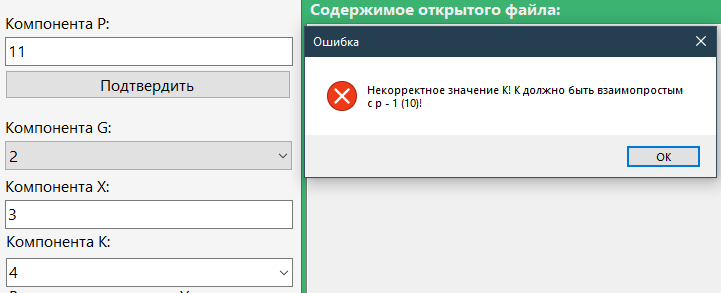 Компонента P:
11
Подтвердить
Компонента G:
2
Компонента X:
3
Компонента K:
4
Содержимое открытого файла:
Ошибка
Некорректное значение K! K должно быть взаимопростым
с p - 1 (10)!
OK